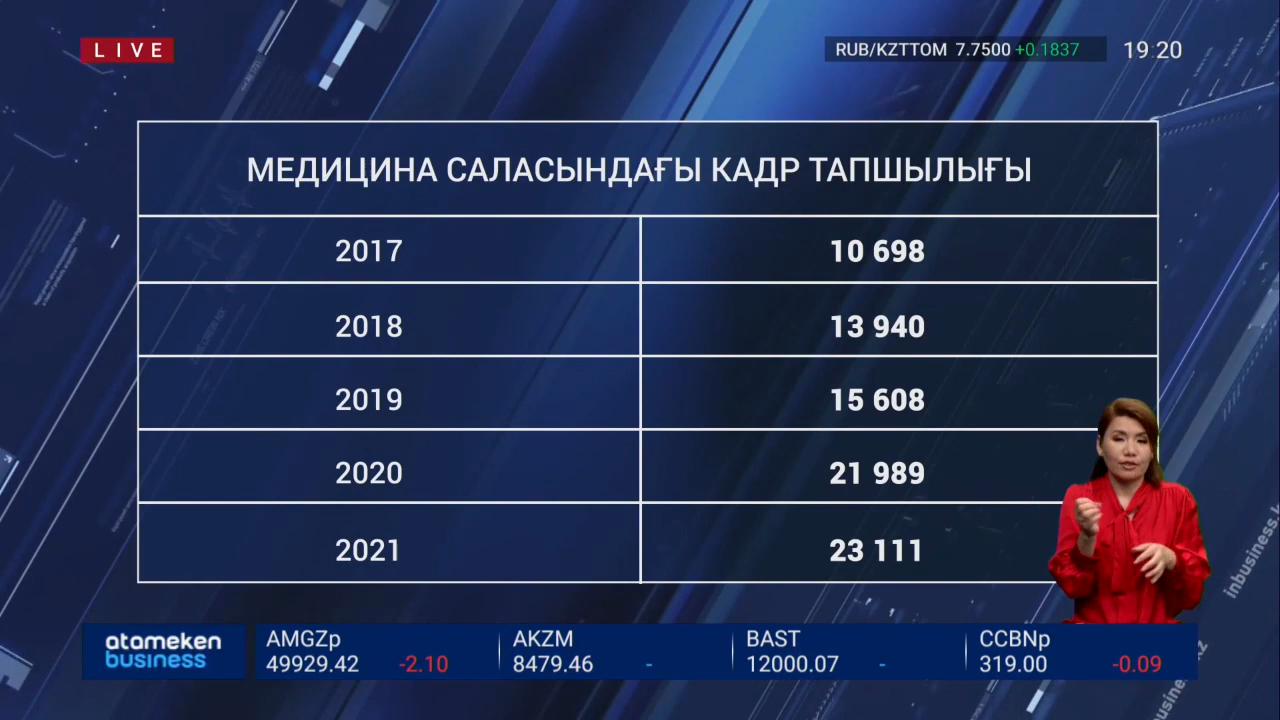 LIVE
RUB/KZTTOM 7.7500 +0.1837
19:20
МЕДИЦИНА САЛАСЫНДАҒЫ КАДР ТАПШЫЛЫҒЫ
2017 10 698
2018 13 940
2019 15 608
2020 21 989
2021 23 111
inbusiness.k
atameken
business
AMGZp
49929.42 -2.10
AKZM
8479.46 -
BAST
12000.07 -
CCBNp
319.00 -0.09